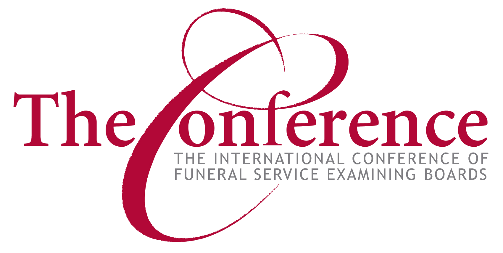 The Conference
THE INTERNATIONAL CONFERENCE OF
FUNERAL SERVICE EXAMINING BOARDS